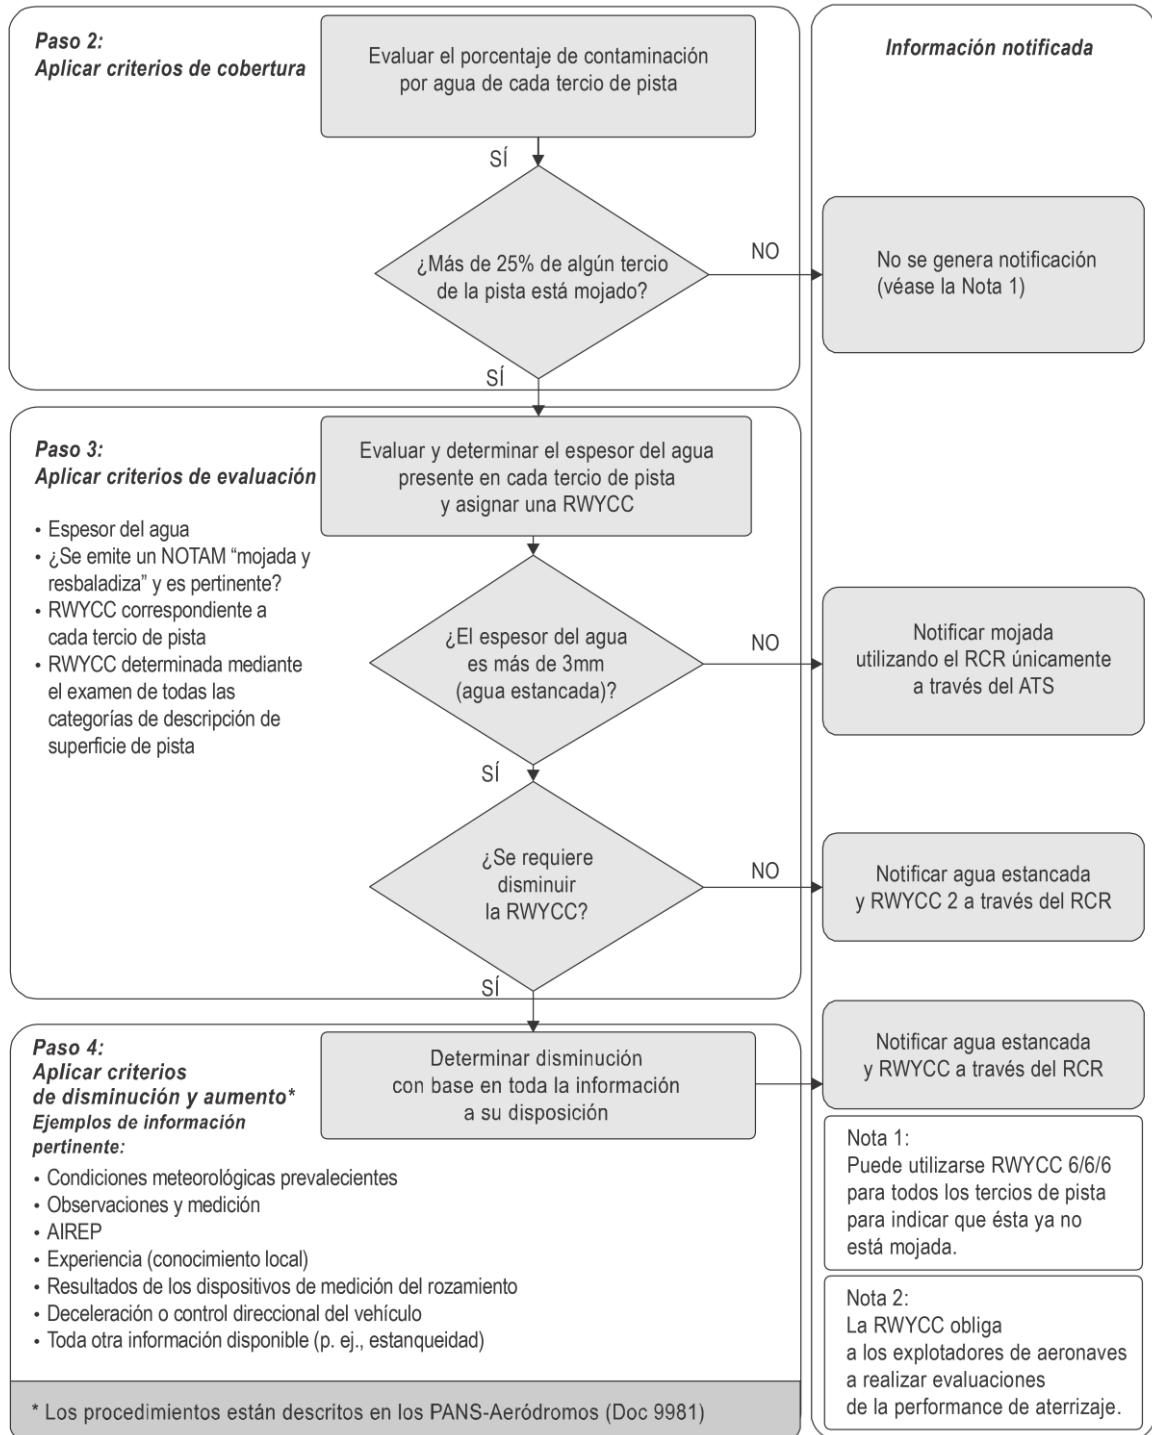 Paso 2:
Aplicar criterios de cobertura
Evaluar el porcentaje de contaminación
por agua de cada tercio de pista
Información notificada
SÍ
¿Más de 25% de algún tercio
de la pista está mojado?
NO
No se genera notificación
(véase la Nota 1)
SÍ
Paso 3:
Aplicar criterios de evaluación
• Espesor del agua
• ¿Se emite un NOTAM “mojada y
resbaladiza” y es pertinente?
• RWYCC correspondiente a
cada tercio de pista
• RWYCC determinada mediante
el examen de todas las
categorías de descripción de
superficie de pista
Evaluar y determinar el espesor del agua
presente en cada tercio de pista
y asignar una RWYCC
¿El espesor del agua
es más de 3mm
(agua estancada)?
NO
Notificar mojada
utilizando el RCR únicamente
a través del ATS
SÍ
¿Se requiere
disminuir
la RWYCC?
NO
Notificar agua estancada
y RWYCC 2 a través del RCR
SÍ
Paso 4:
Aplicar criterios
de disminución y aumento*
Ejemplos de información
pertinente:
• Condiciones meteorológicas prevalecientes
• Observaciones y medición
• AIREP
• Experiencia (conocimiento local)
• Resultados de los dispositivos de medición del rozamiento
• Deceleración o control direccional del vehículo
• Toda otra información disponible (p. ej., estanqueidad)
Determinar disminución
con base en toda la información
a su disposición
Notificar agua estancada
y RWYCC a través del RCR
Nota 1:
Puede utilizarse RWYCC 6/6/6
para todos los tercios de pista
para indicar que ésta ya no
está mojada.
Nota 2:
La RWYCC obliga
a los explotadores de aeronaves
a realizar evaluaciones
de la performance de aterrizaje.
* Los procedimientos están descritos en los PANS-Aeródromos (Doc 9981)